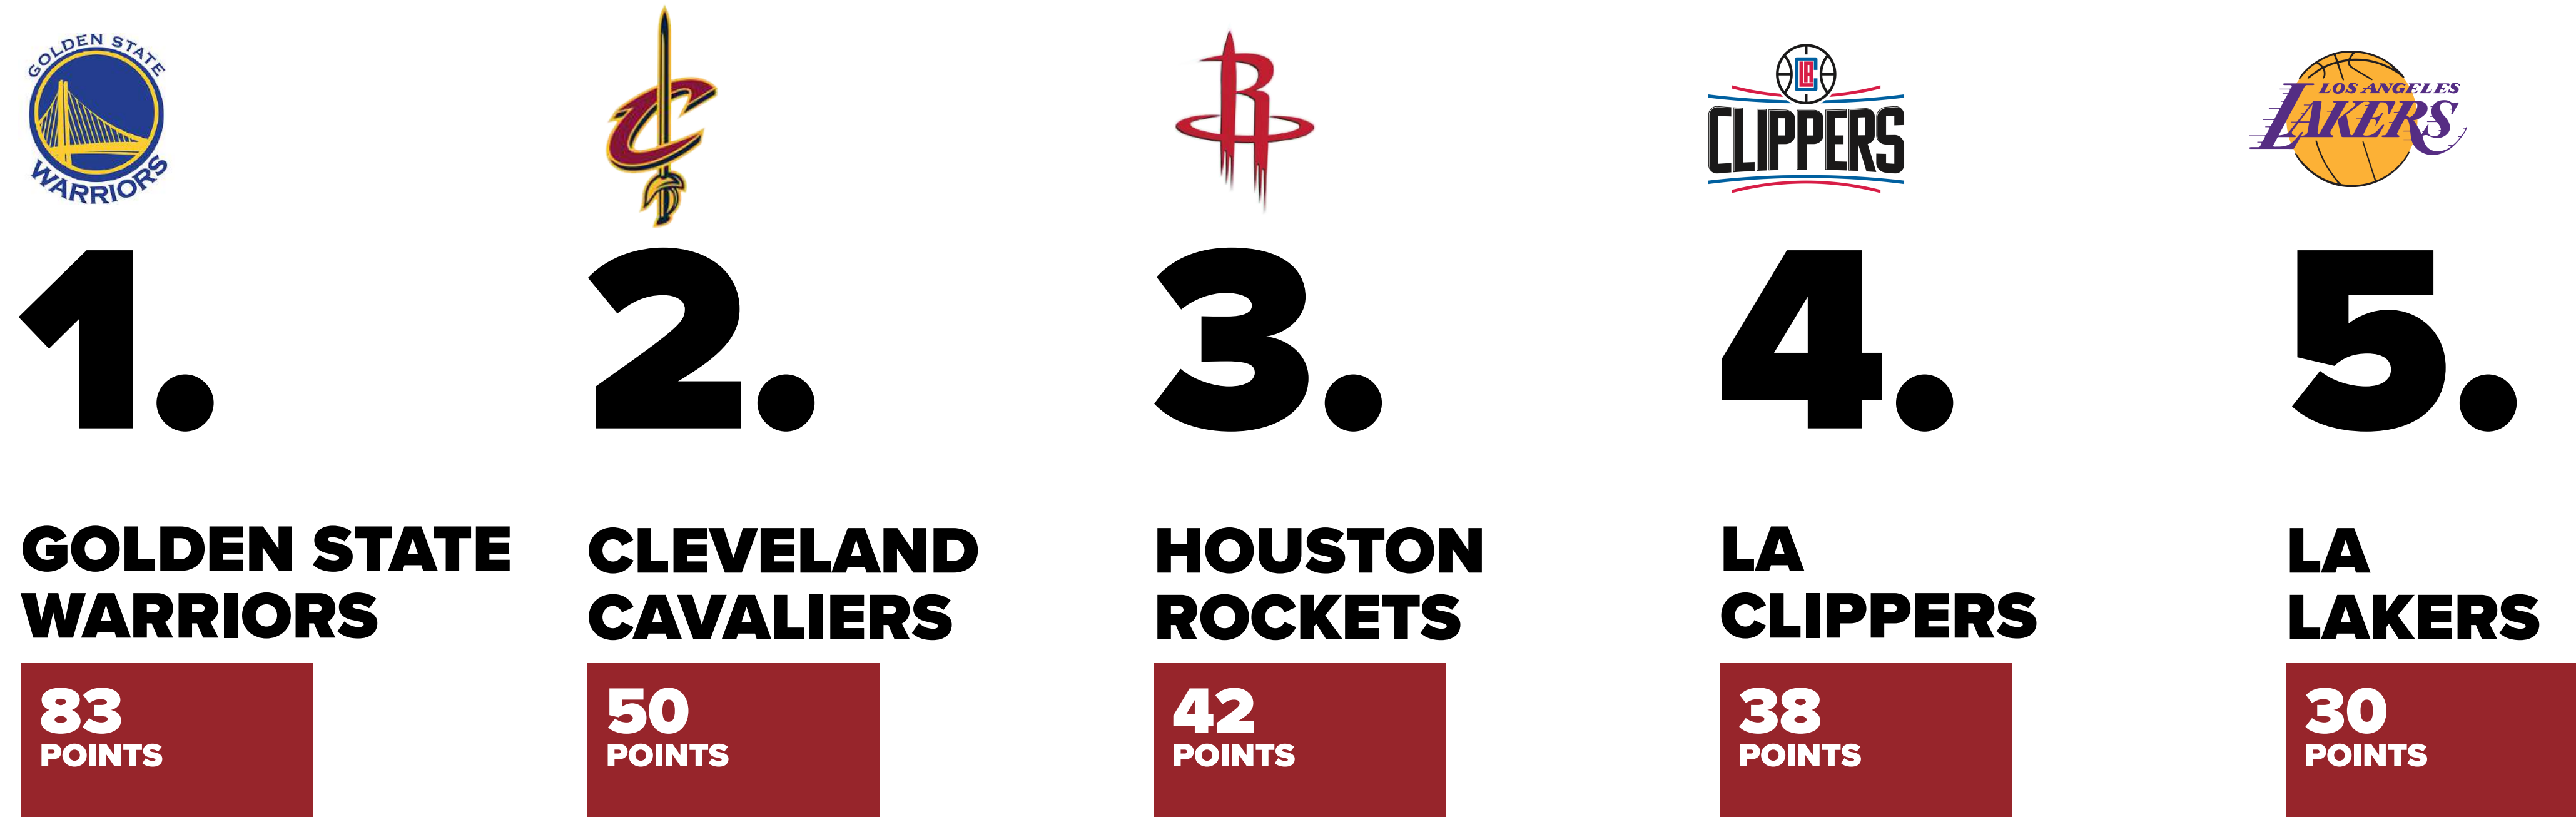 GOLDEN STATE
WARRIORS
C
R
LAC
CLIPPERS
LOS ANGELES
LAKERS
1.
2.
3.
4.
5.
GOLDEN STATE
WARRIORS
83
POINTS
CLEVELAND
CAVALIERS
50
POINTS
HOUSTON
ROCKETS
42
POINTS
LA
CLIPPERS
38
POINTS
LA
LAKERS
30
POINTS